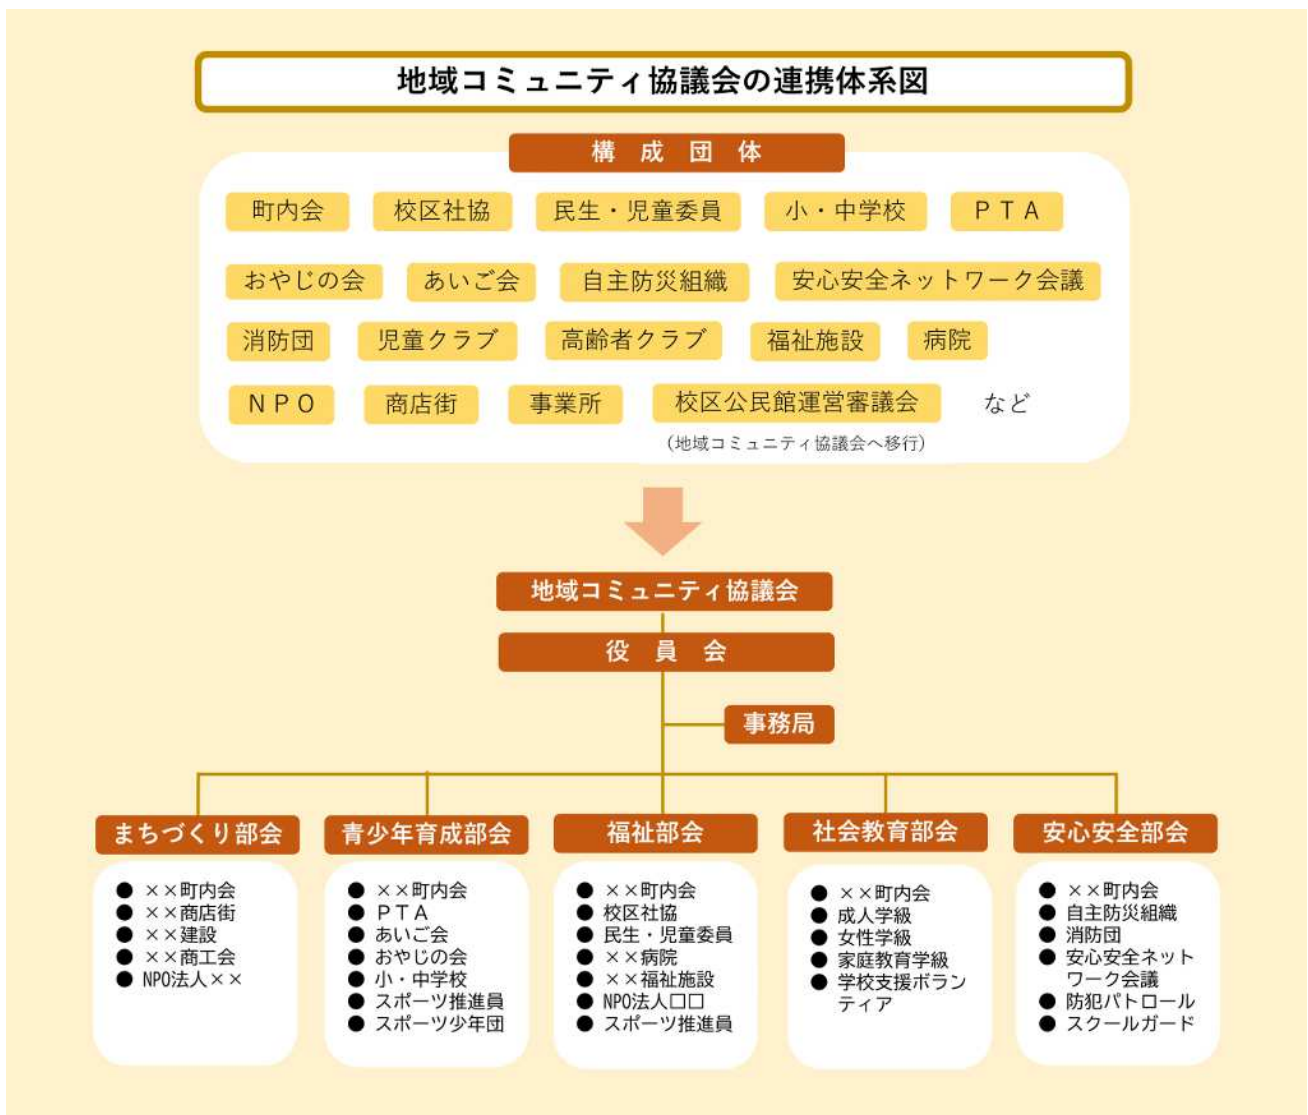 地域コミュニティ協議会の連携体系図
構成団体
町内会 校区社協 民生・児童委員 小・中学校 ＰＴＡ
おやじの会 あいご会 自主防災組織 安心安全ネットワーク会議
消防団 児童クラブ 高齢者クラブ 福祉施設 病院
ＮＰＯ 商店街 事業所 校区公民館運営審議会 など
(地域コミュニティ協議会へ移行)
地域コミュニティ協議会
役員会
事務局
まちづくり部会
● ××町内会
● ××商店街
● ××建設
● ××商工会
● NPO法人××
青少年育成部会
● ××町内会
● ＰＴＡ
● あいご会
● おやじの会
● 小・中学校
● スポーツ推進員
● スポーツ少年団
福祉部会
● ××町内会
● 校区社協
● 民生・児童委員
● ××病院
● ××福祉施設
● NPO法人□□
● スポーツ推進員
社会教育部会
● ××町内会
● 成人学級
● 女性学級
● 家庭教育学級
● 学校支援ボラン
ティア
安心安全部会
● ××町内会
● 自主防災組織
● 消防団
● 安心安全ネット
ワーク会議
● 防犯パトロール
● スクールガード